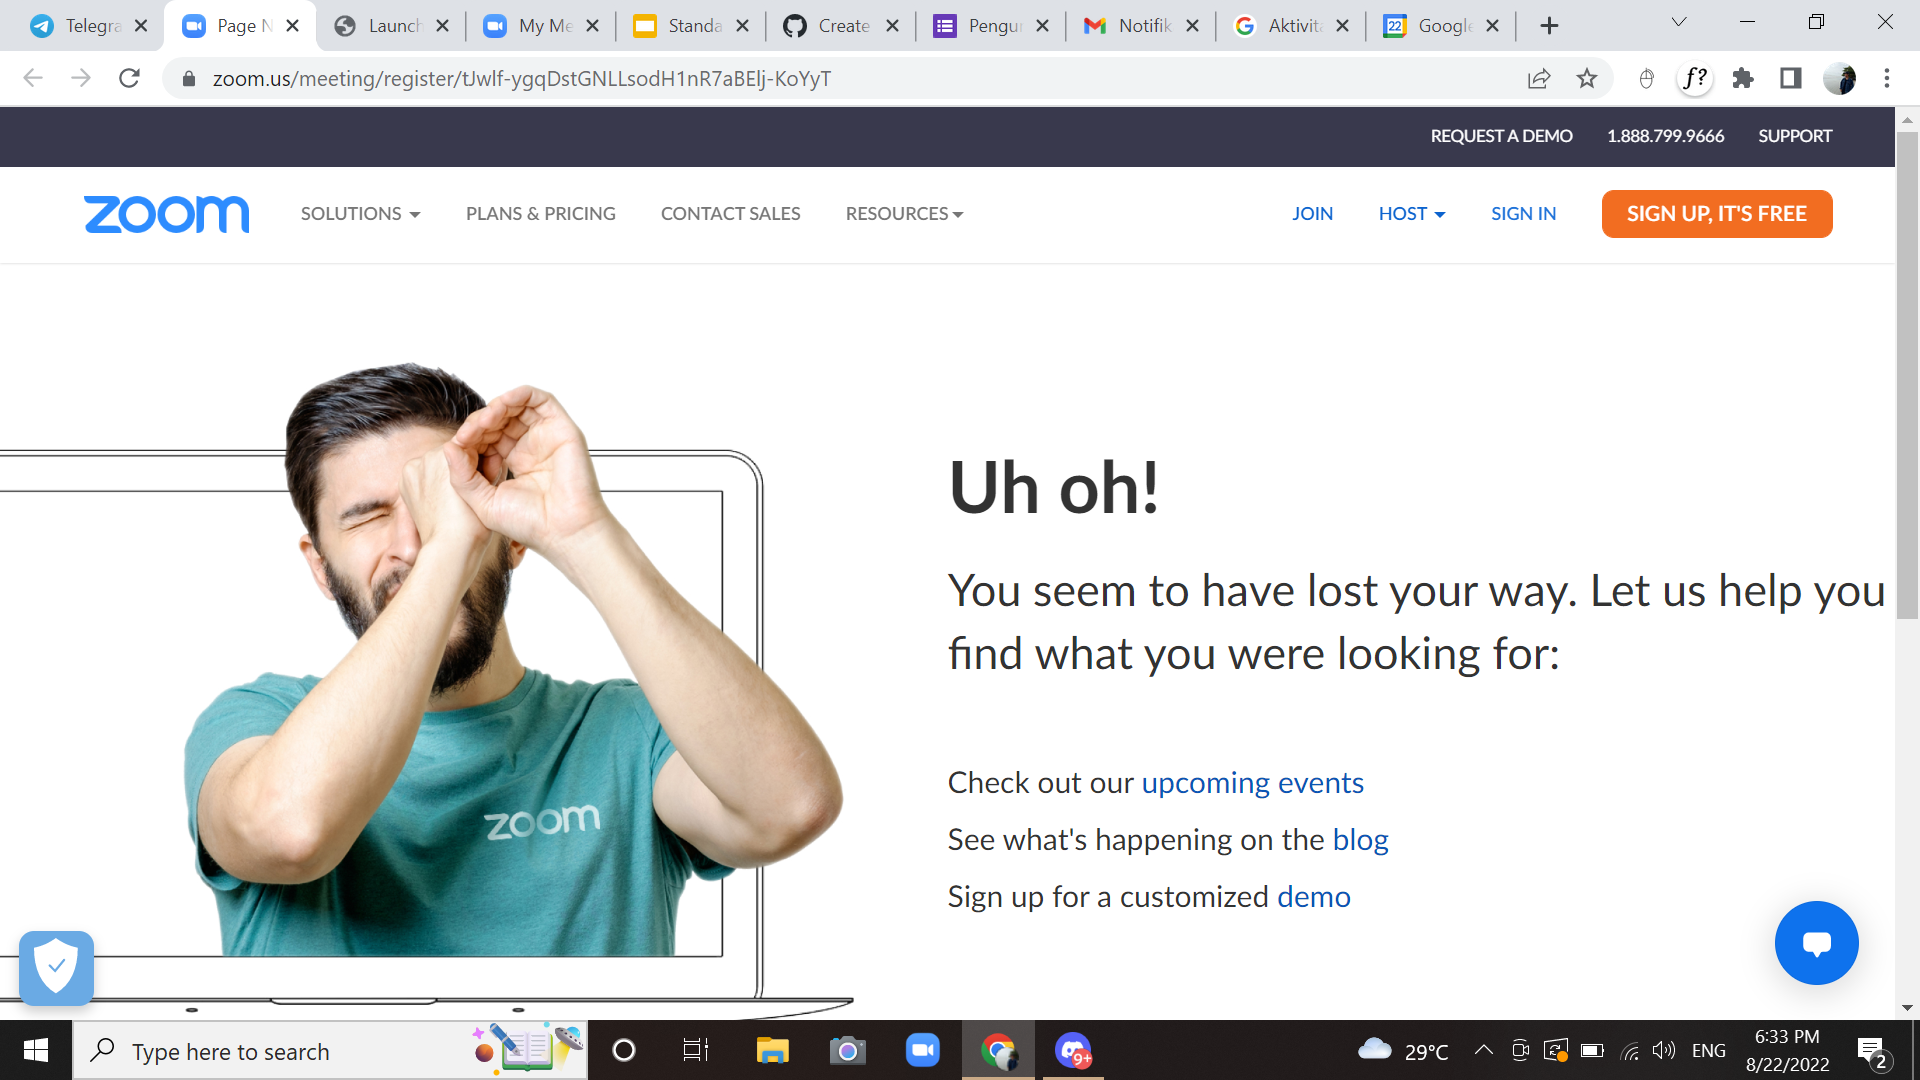 Telegra
Page N
Launch
My Me
Standa
Create
Pengur
Notifik
Aktivita
22
Google
zoom.us/meeting/register/tJwlf-ygqDstGNLLsodH1nR7aBElj-KoYyT
f?
REQUEST A DEMO 1.888.799.9666 SUPPORT
zoom
SOLUTIONS PLANS & PRICING CONTACT SALES RESOURCES JOIN HOST SIGN IN SIGN UP, IT'S FREE
Uh oh!
You seem to have lost your way. Let us help you
find what you were looking for:
Check out our upcoming events
See what's happening on the blog
Sign up for a customized demo
zoom
Type here to search
9+
29°C
ENG
6:33 PM
8/22/2022
2